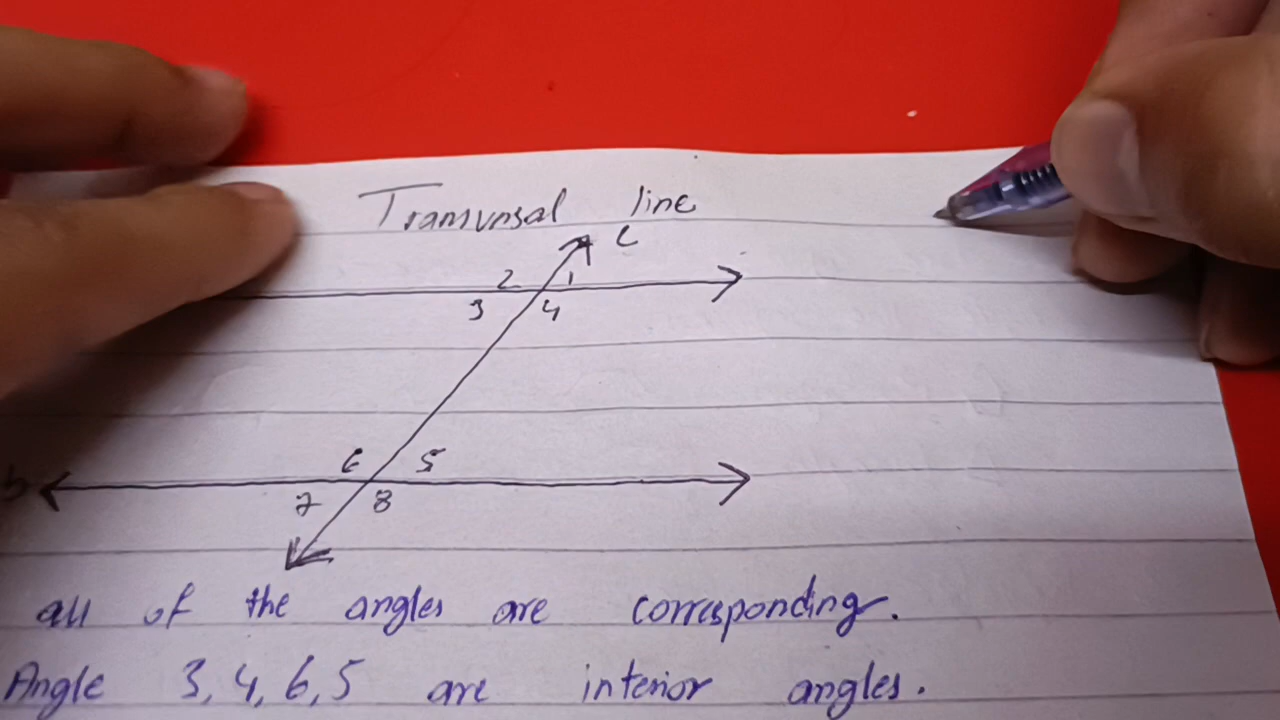 Transversal line
L
2 1
3 4
6 5
b
7 8
all of the angles are corresponding.
Angle 3, 4, 6, 5 are interior angles.